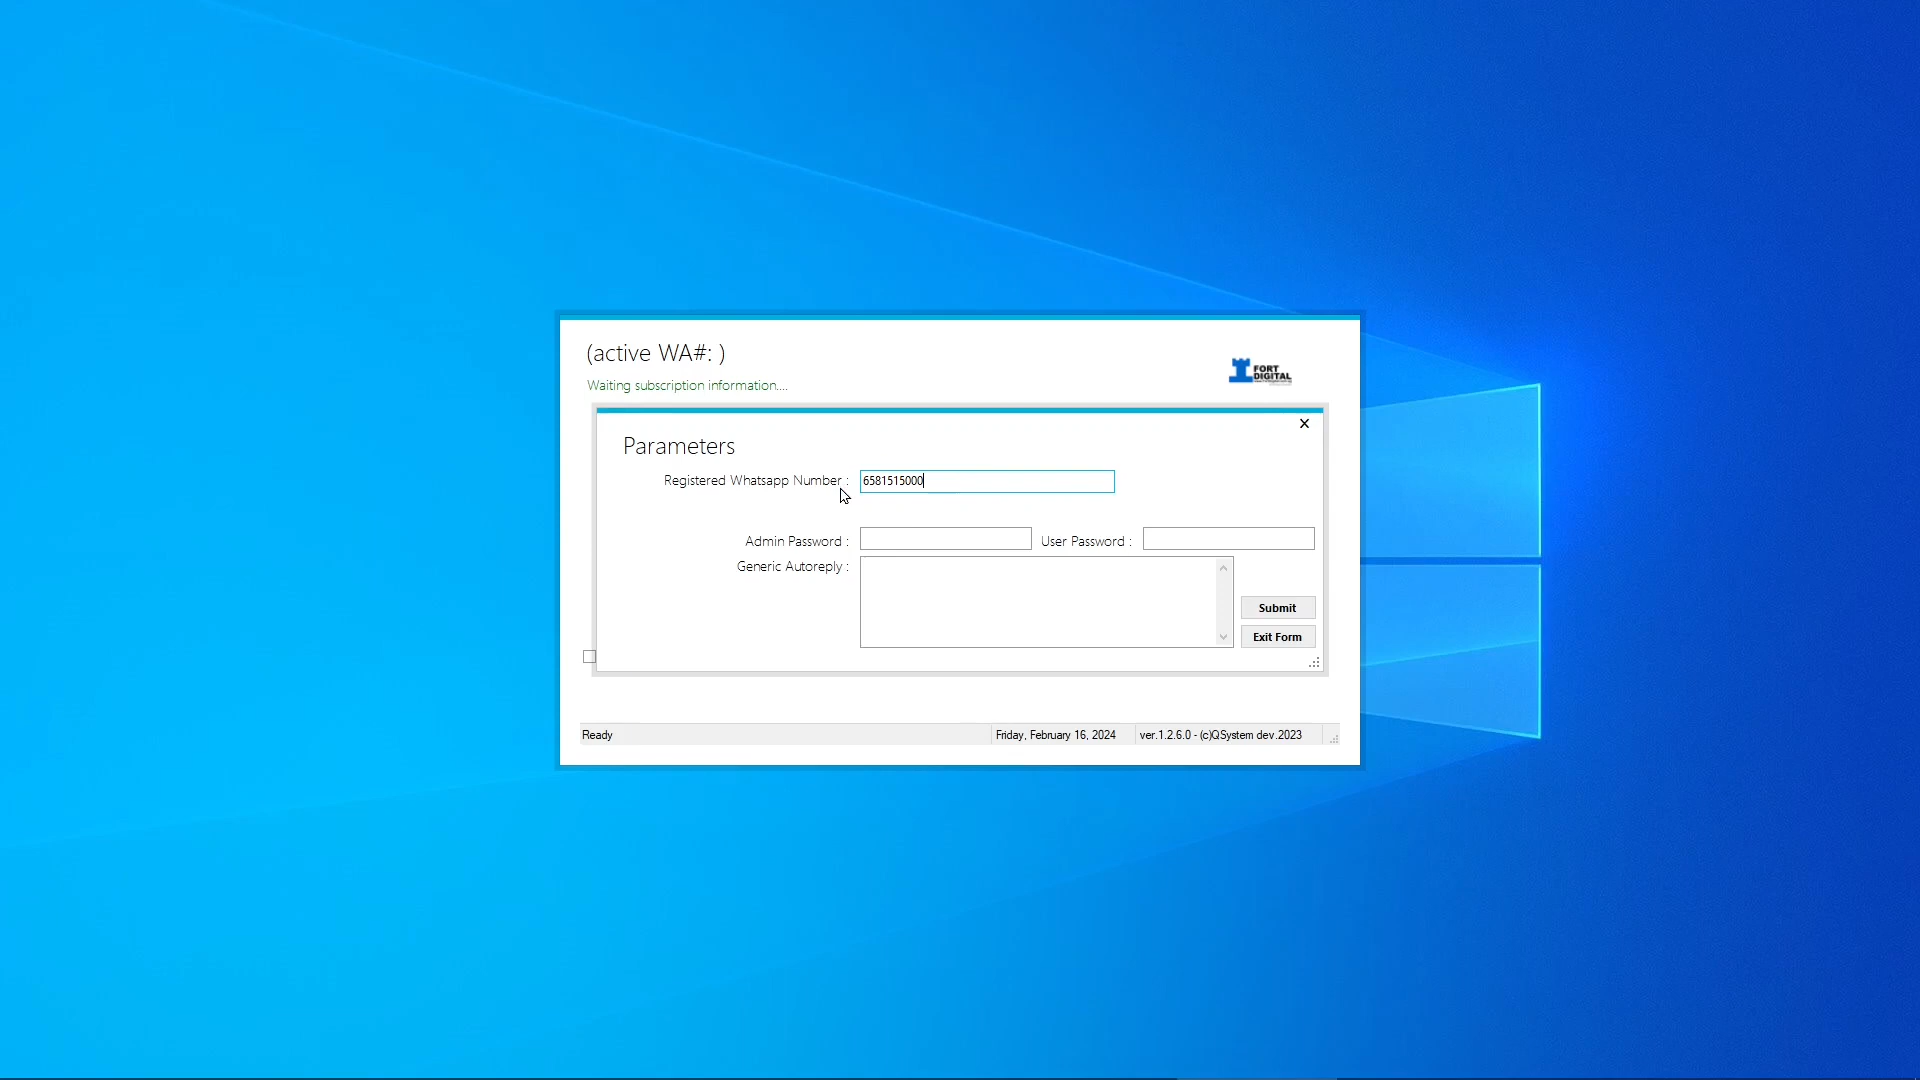 (active WA#: )
Waiting subscription information....
FORT
DIGITAL
Parameters
Registered Whatsapp Number : 6581515000
Admin Password : User Password :
Generic Autoreply :
Submit
Exit Form
Ready Friday, February 16, 2024 ver.1.2.6.0 - (c)QSystem dev.2023